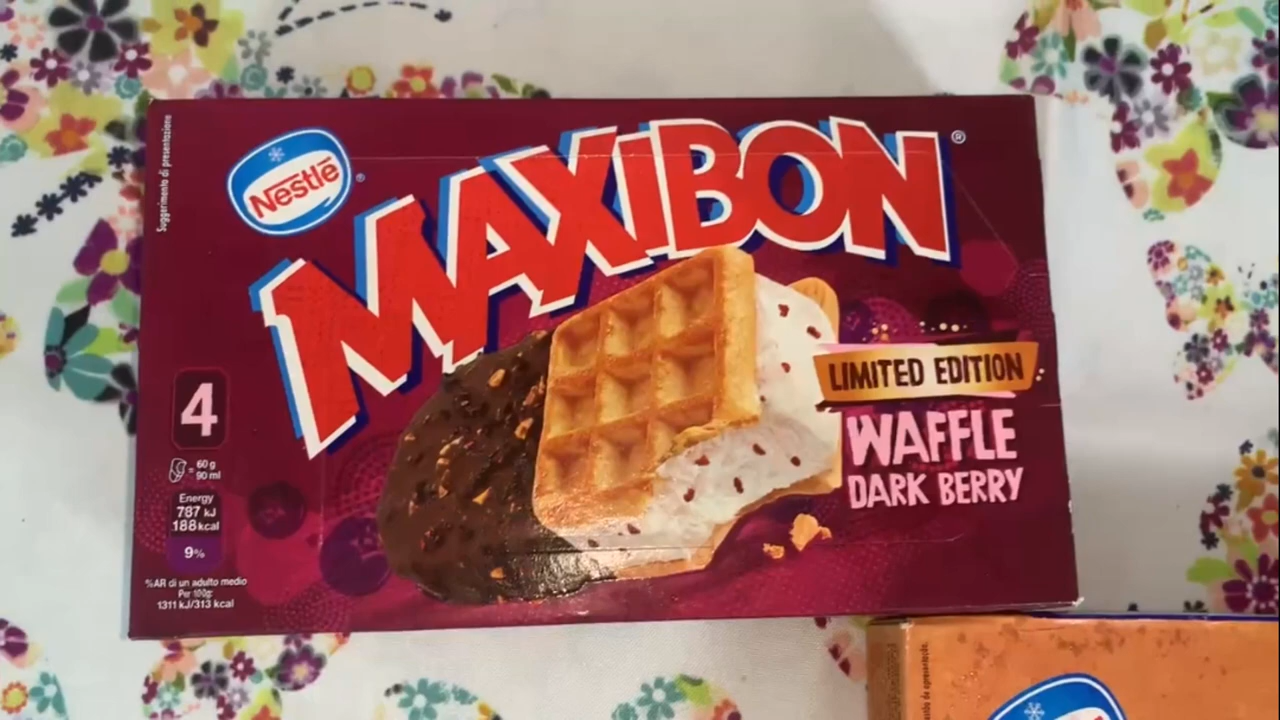 Suggerimento di presentazione
Nestlé®
MAXIBON®
LIMITED EDITION
WAFFLE
DARK BERRY
4
= 60 g
90 ml
Energy
787 kJ
188 kcal
9%
%AR di un adulto medio
Per 100g:
1311 kJ/313 kcal